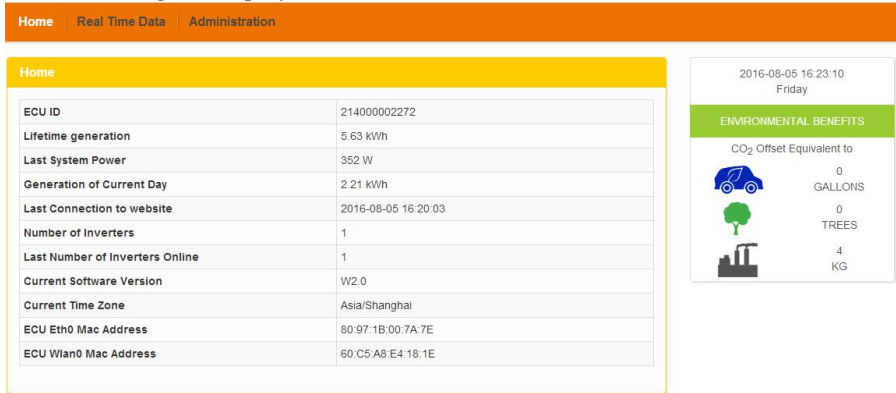 Home Real Time Data Administration
Home
ECU ID 214000002272
Lifetime generation 5.63 kWh
Last System Power 352 W
Generation of Current Day 2.21 kWh
Last Connection to website 2016-08-05 16:20:03
Number of Inverters 1
Last Number of Inverters Online 1
Current Software Version W2.0
Current Time Zone Asia/Shanghai
ECU Eth0 Mac Address 80:97:1B:00:7A:7E
ECU Wlan0 Mac Address 60:C5:A8:E4:18:1E
2016-08-05 16:23:10
Friday
ENVIRONMENTAL BENEFITS
CO2 Offset Equivalent to
0
GALLONS
0
TREES
4
KG